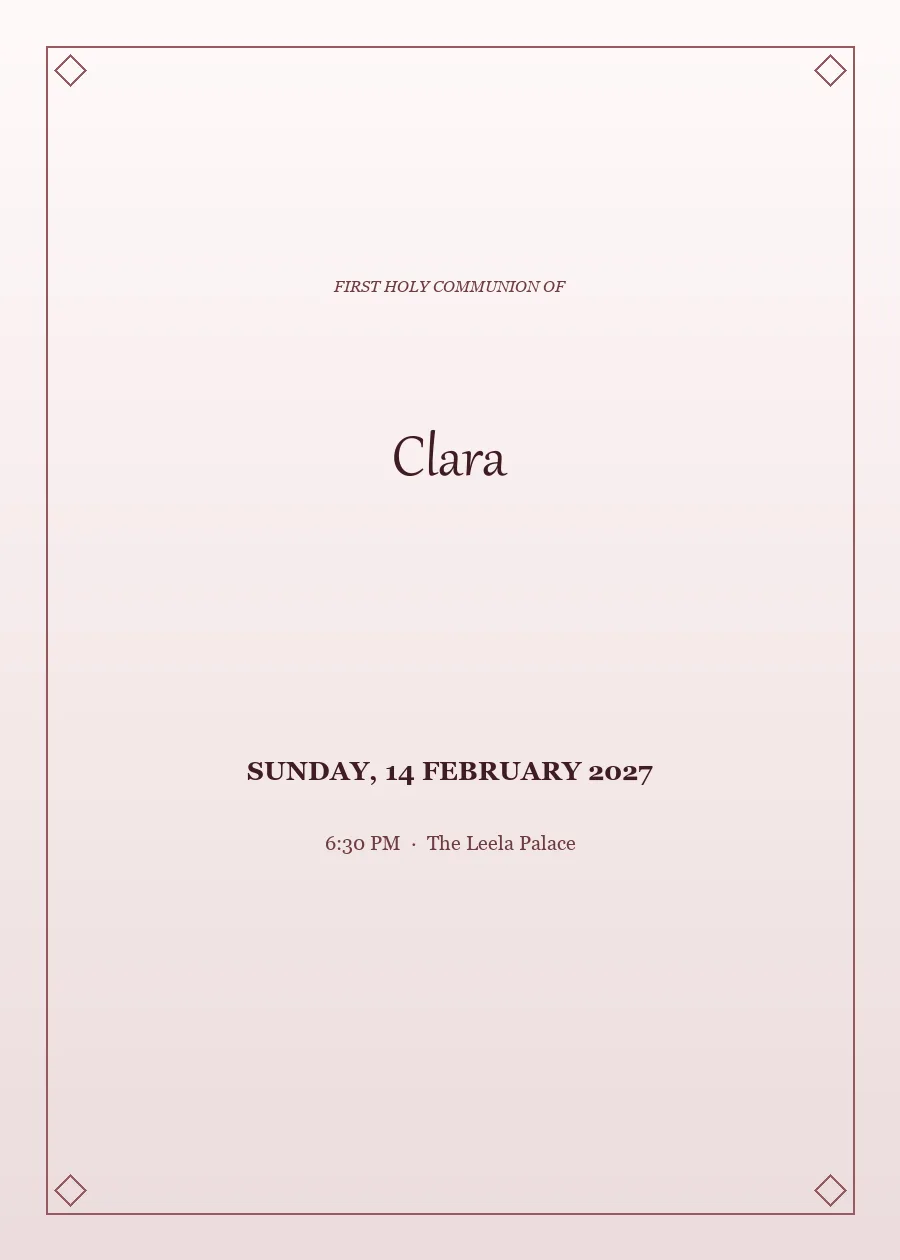 FIRST HOLY COMMUNION OF
Clara
SUNDAY, 14 FEBRUARY 2027
6:30 PM · The Leela Palace